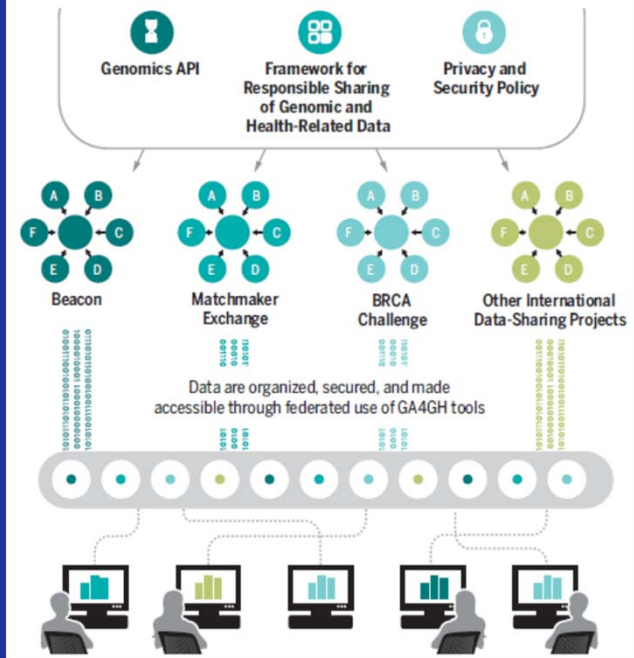 Genomics API
Framework for
Responsible Sharing
of Genomic and
Health-Related Data
Privacy and
Security Policy
A B
F C
E D
A B
F C
E D
A B
F C
E D
A B
F C
E D
Beacon
Matchmaker
Exchange
BRCA
Challenge
Other International
Data-Sharing Projects
Data are organized, secured, and made
accessible through federated use of GA4GH tools